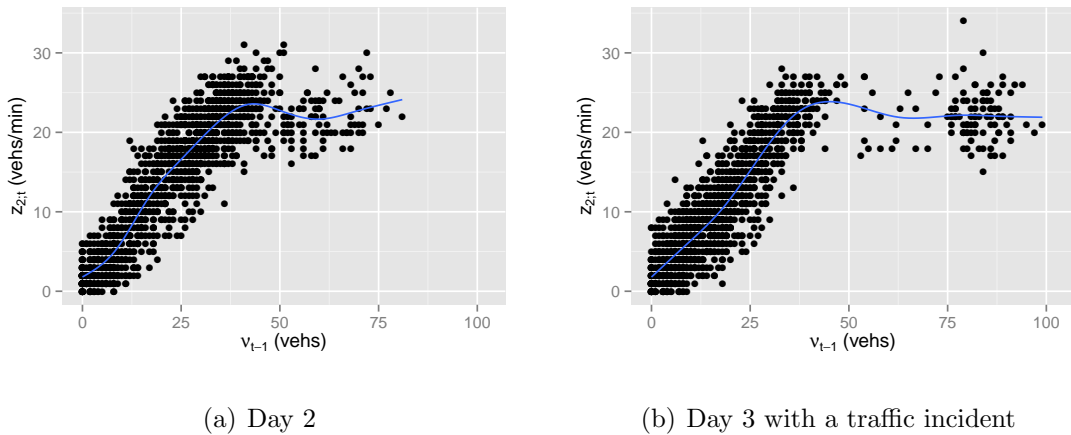 30
20
10
0
z2;t (vehs/min)
0 25 50 75 100
νt−1 (vehs)
(a) Day 2
30
20
10
0
z2;t (vehs/min)
0 25 50 75 100
νt−1 (vehs)
(b) Day 3 with a traffic incident